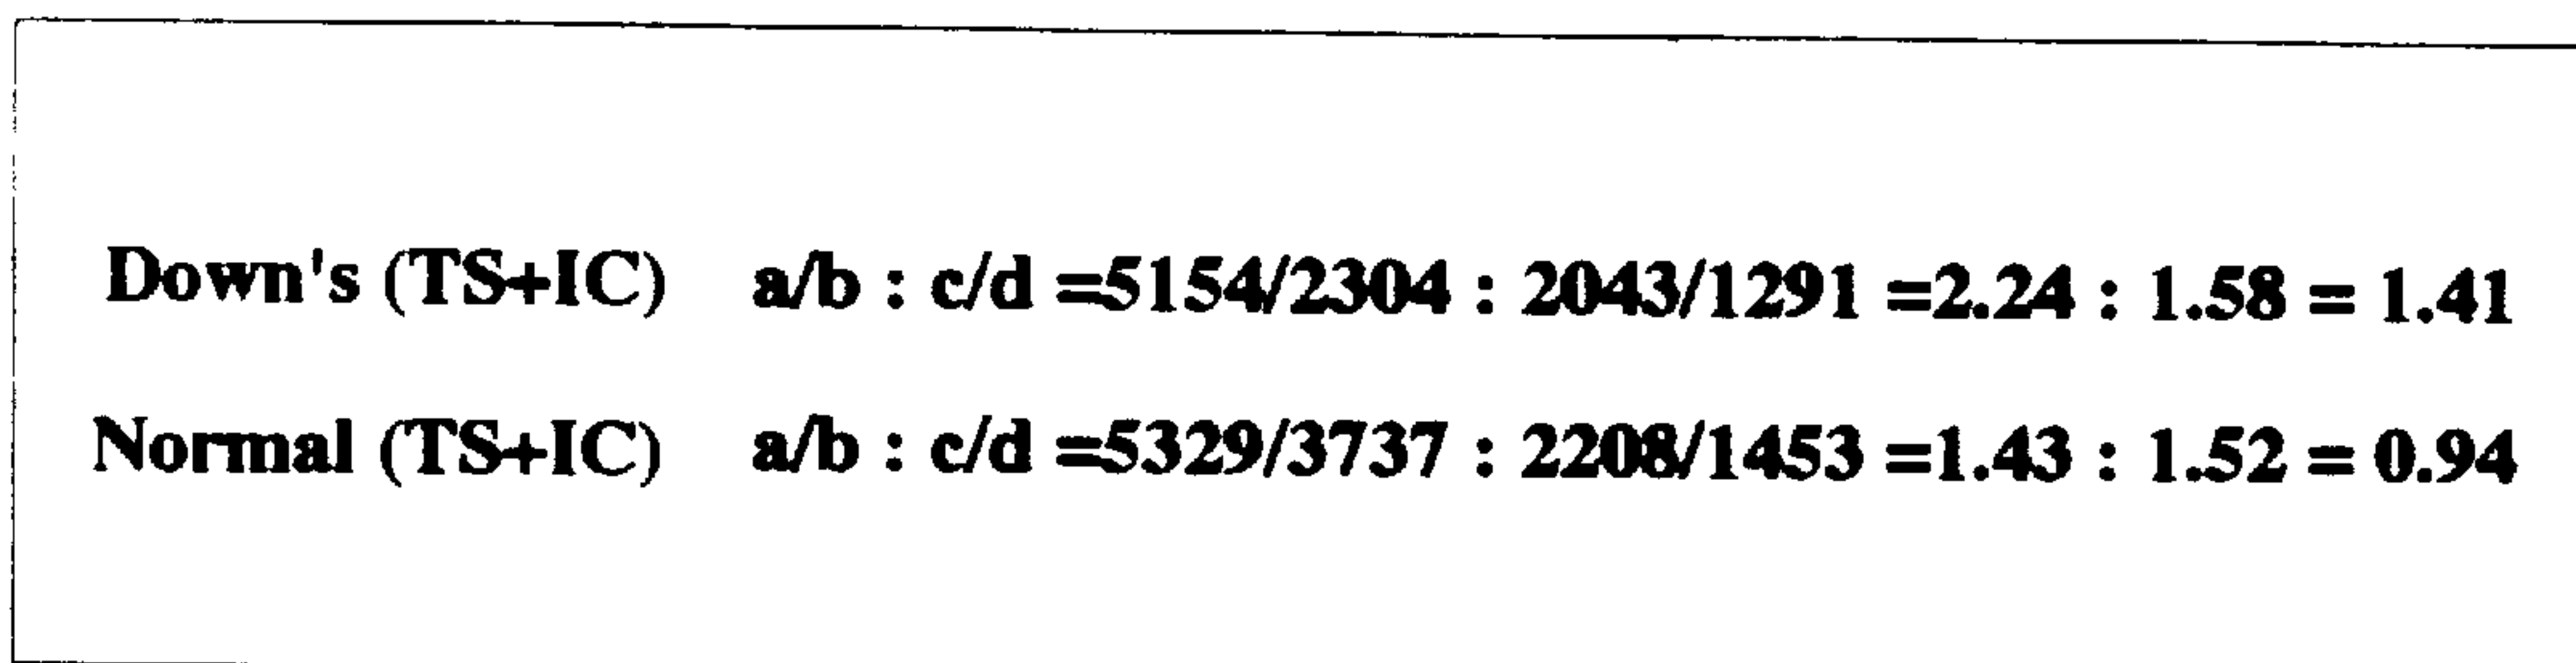 Down's (TS+IC) a/b : c/d =5154/2304 : 2043/1291 =2.24 : 1.58 = 1.41
Normal (TS+IC) a/b : c/d =5329/3737 : 2208/1453 =1.43 : 1.52 = 0.94